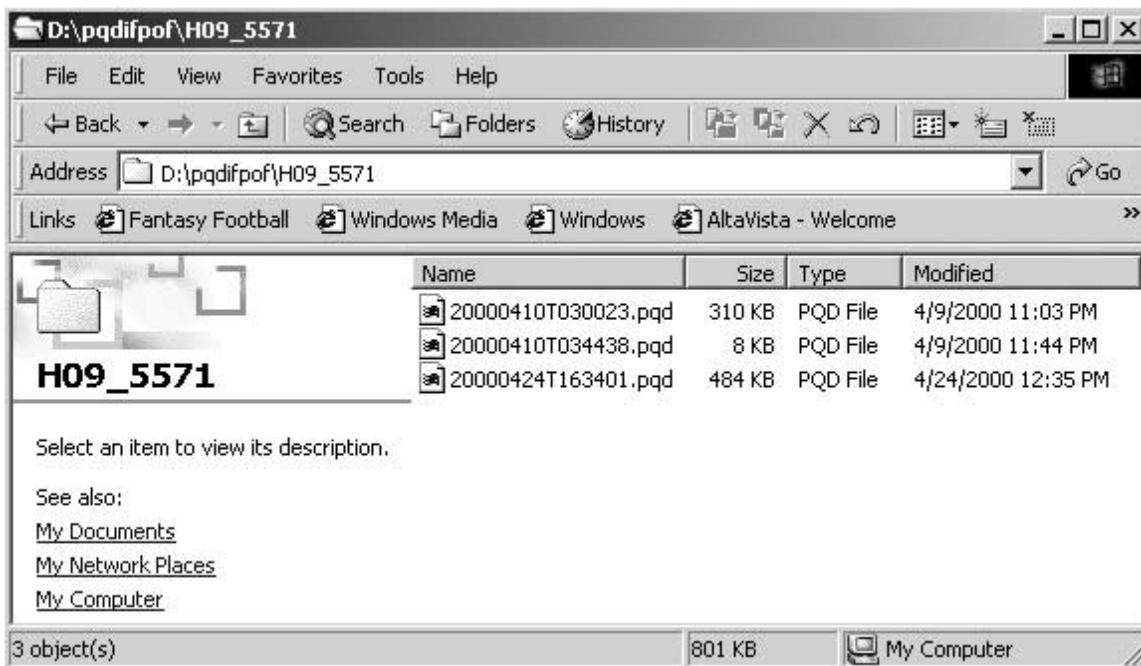 D:\pqdifpof\H09_5571
File Edit View Favorites Tools Help
Back Search Folders History
Address D:\pqdifpof\H09_5571 Go
Links Fantasy Football Windows Media Windows AltaVista - Welcome »
H09_5571
Select an item to view its description.
See also:
My Documents
My Network Places
My Computer
Name Size Type Modified
20000410T030023.pqd 310 KB PQD File 4/9/2000 11:03 PM
20000410T034438.pqd 8 KB PQD File 4/9/2000 11:44 PM
20000424T163401.pqd 484 KB PQD File 4/24/2000 12:35 PM
3 object(s) 801 KB My Computer